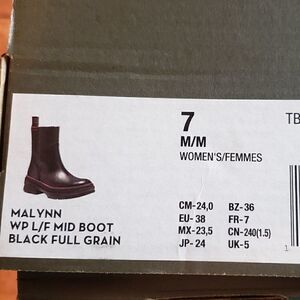 7
TB
M/M
WOMEN'S/FEMMES
CM-24,0 BZ-36
EU- 38 FR-7
MX-23,5 CN-240(1.5)
JP- 24 UK-5
1
MALYNN
WP L/F MID BOOT
BLACK FULL GRAIN